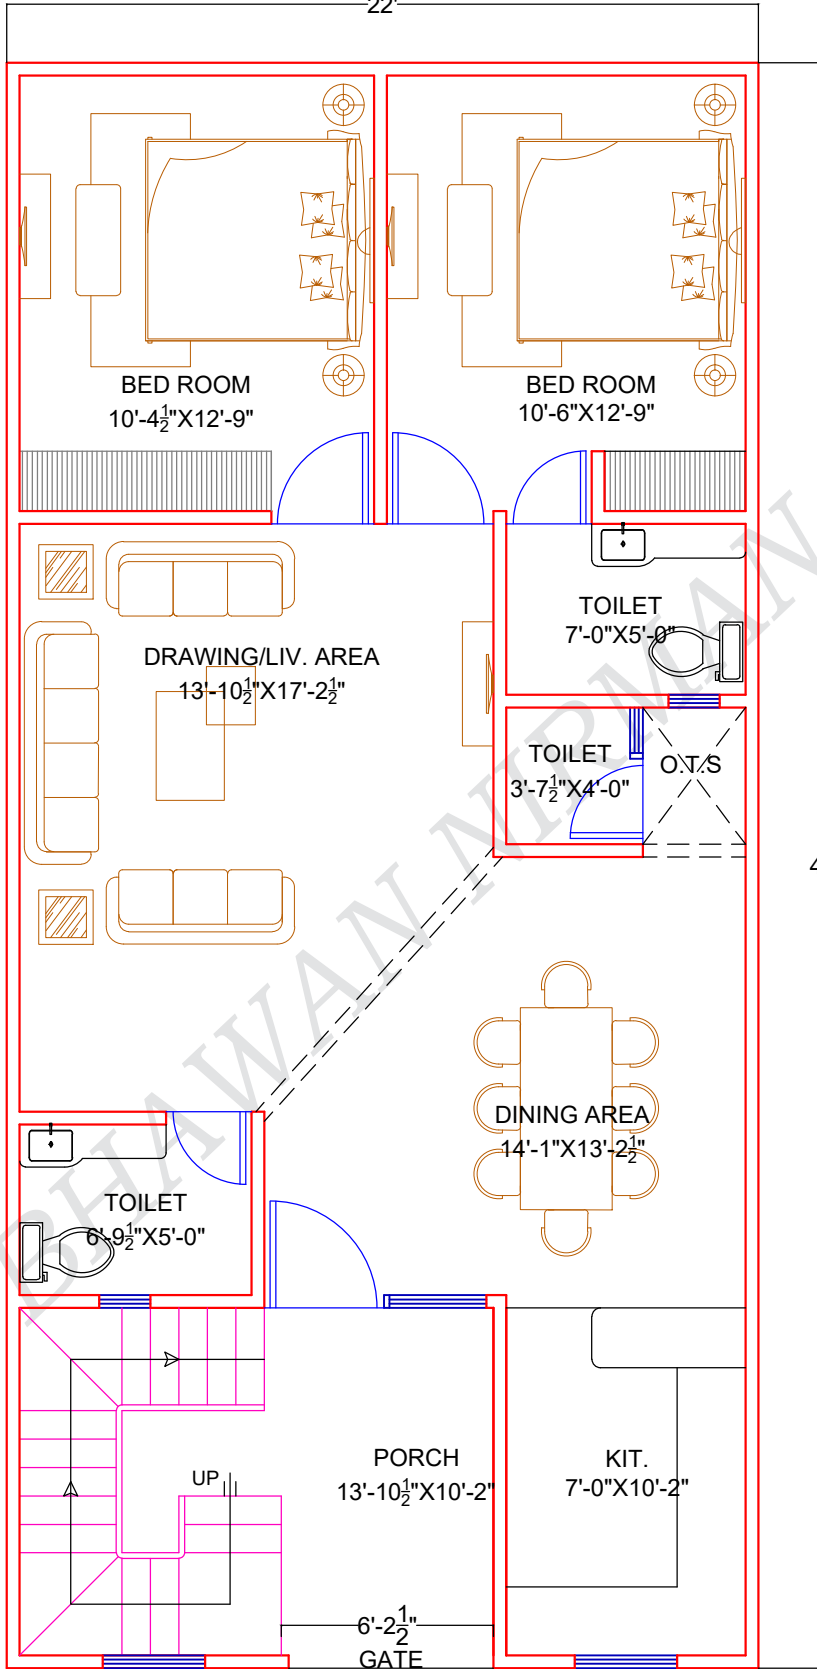 22'
BED ROOM
10'-4½"X12'-9"
BED ROOM
10'-6"X12'-9"
TOILET
7'-0"X5'-0"
DRAWING/LIV. AREA
13'-10½"X17'-2½"
TOILET
3'-7½"X4'-0"
O.T.S
4
DINING AREA
14'-1"X13'-2½"
TOILET
6'-9½"X5'-0"
PORCH
13'-10½"X10'-2"
KIT.
7'-0"X10'-2"
UP
6'-2½"
GATE
BHAWAN NIRMAN